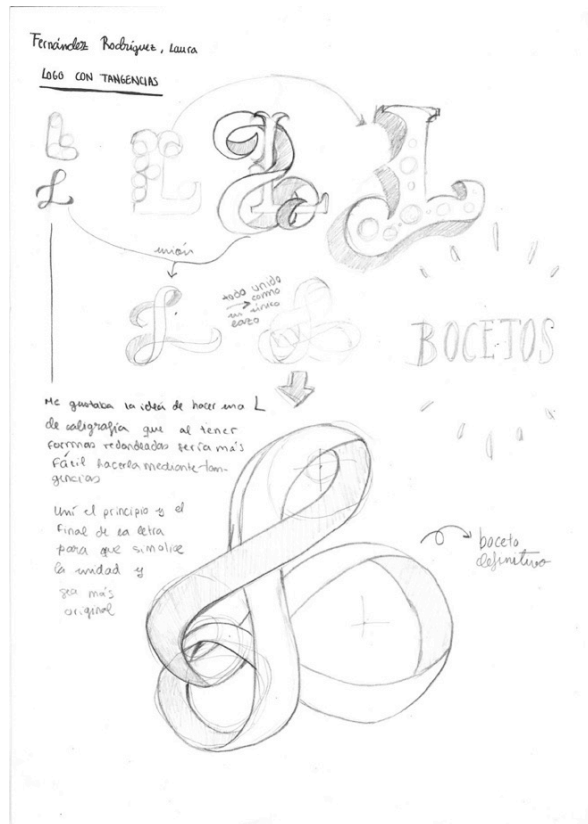 Fernández Rodríguez, Laura
LOGO CON TANGENCIAS
unión
todo unido
como
un único
lazo
BOCETOS
Me gustaba la idea de hacer una L
de caligrafía que al tener
formas redondeadas sería más
fácil hacerla mediante tan-
gencias
Uní el principio y el
final de la letra
para que simolice
la unidad y
sea más
original
boceto
definitivo